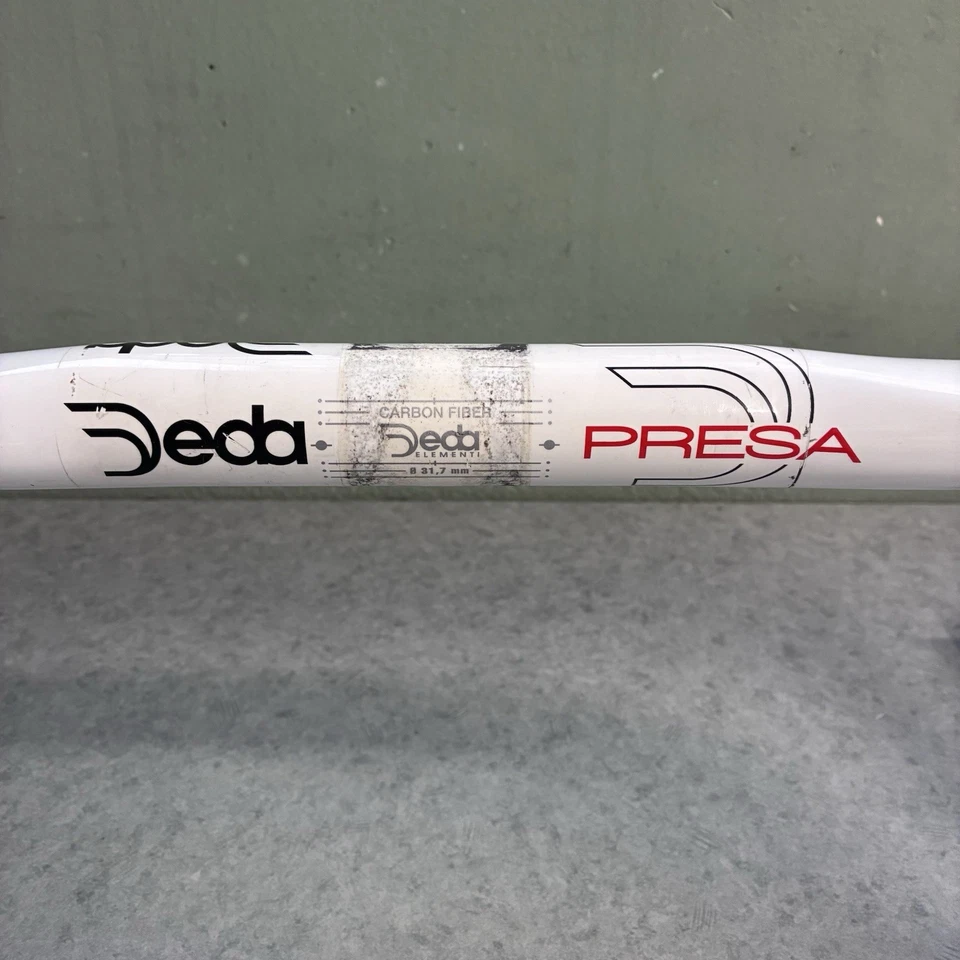 Deda
CARBON FIBER
Deda
ELEMENTI
B 31,7 mm
PRESA